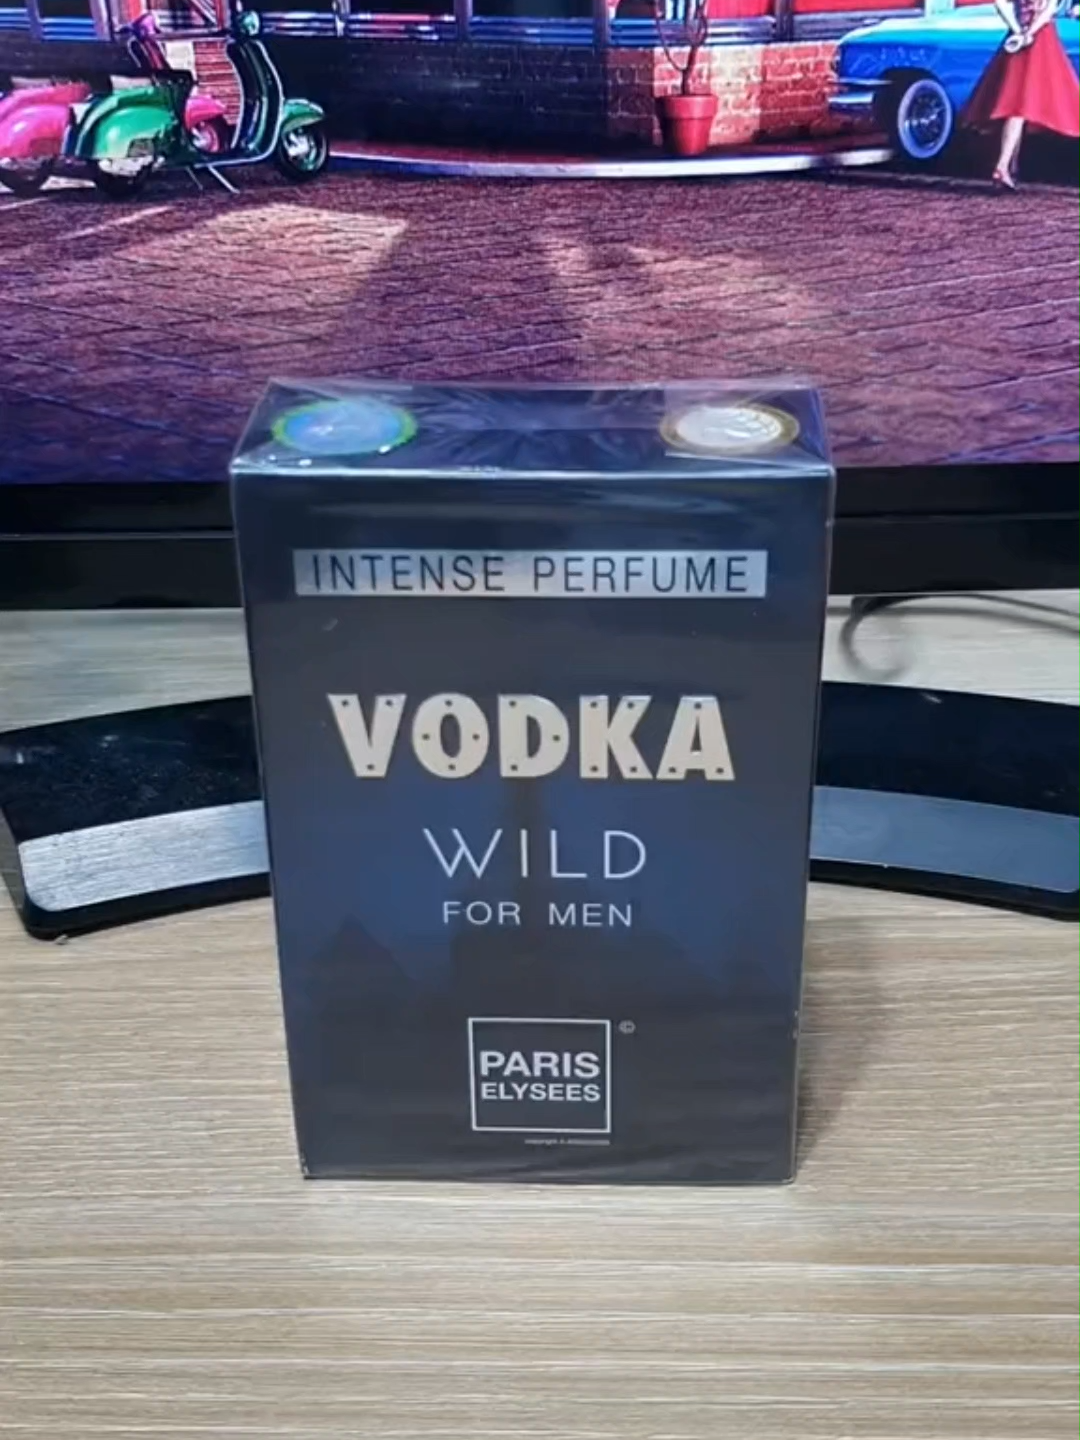 INTENSE PERFUME
VODKA
WILD
FOR MEN
©
PARIS
ELYSEES